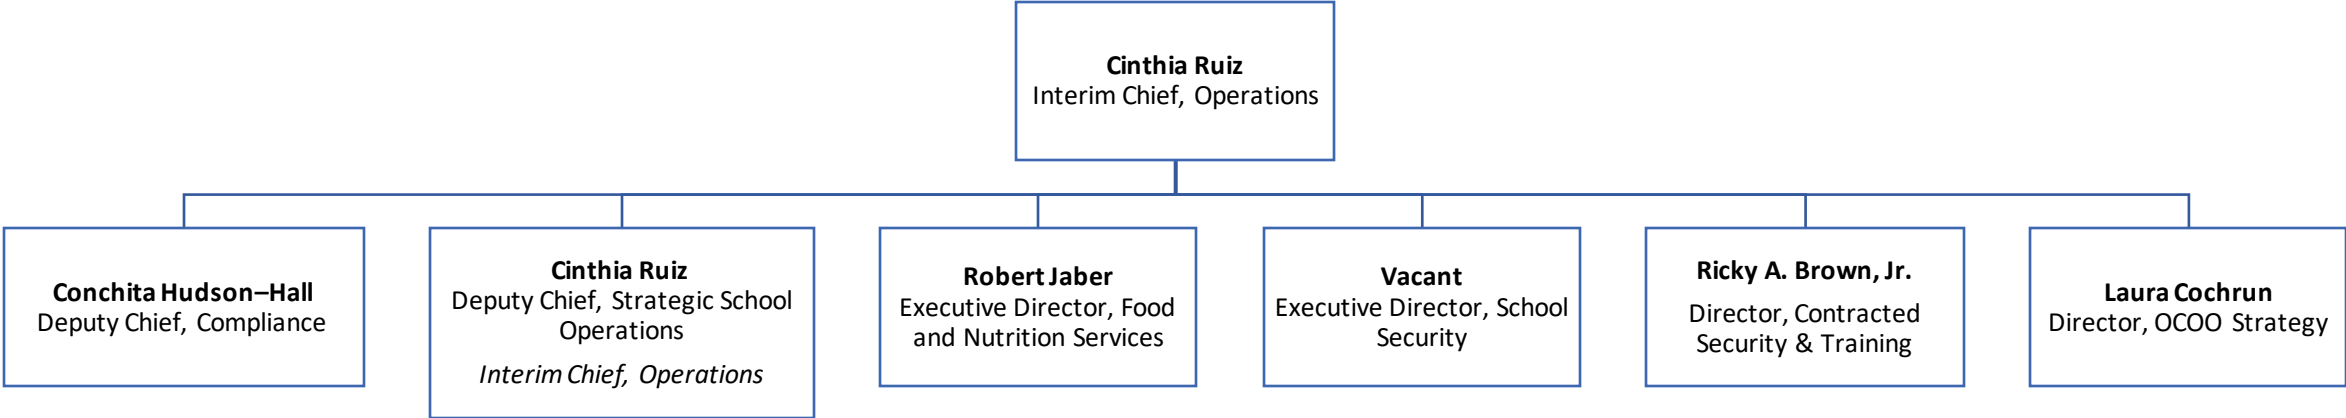 Cinthia Ruiz
Interim Chief, Operations
Conchita Hudson–Hall
Deputy Chief, Compliance
Cinthia Ruiz
Deputy Chief, Strategic School
Operations
Interim Chief, Operations
Robert Jaber
Executive Director, Food
and Nutrition Services
Vacant
Executive Director, School
Security
Ricky A. Brown, Jr.
Director, Contracted
Security & Training
Laura Cochrun
Director, OCOO Strategy